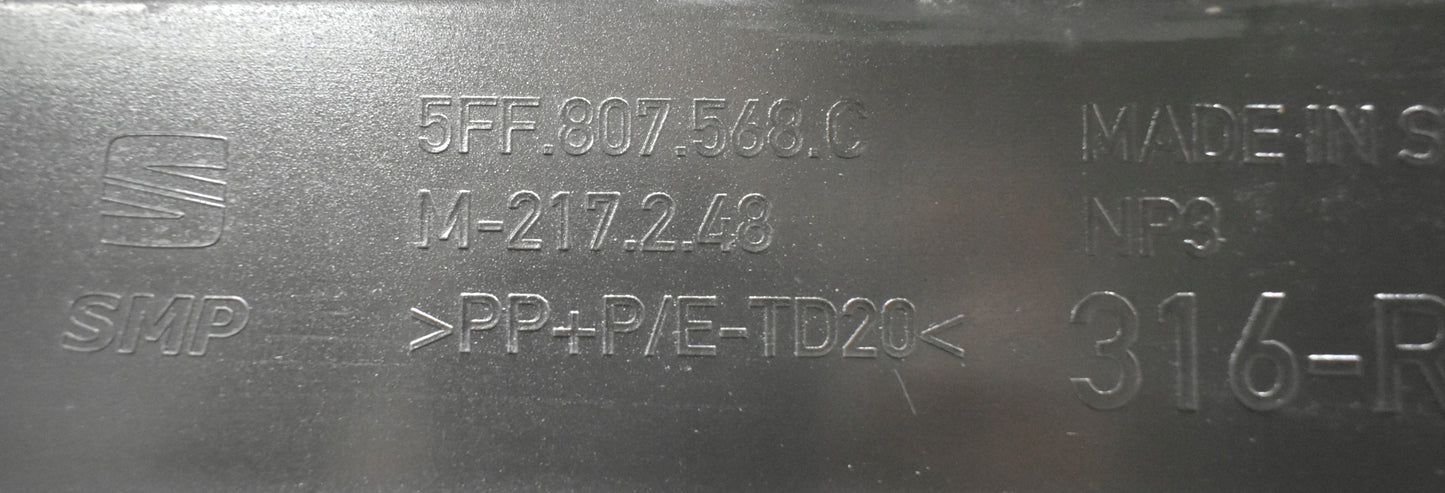 5FF.807.568.C
M-217.2.48
>PP+P/E-TD20<
SMP
MADE IN S
NP3
316-R